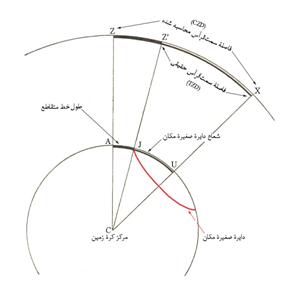 فاصلهٔ سمت‌الرأس محاسبه شده
(CZD)
Z
Z'
X
فاصلهٔ سمت‌الرأس حقیقی
(TZD)
طول خط متقاطع
شعاع دایرهٔ صغیرهٔ مکان
A
J
U
C
مرکز کرهٔ زمین
دایرهٔ صغیرهٔ مکان